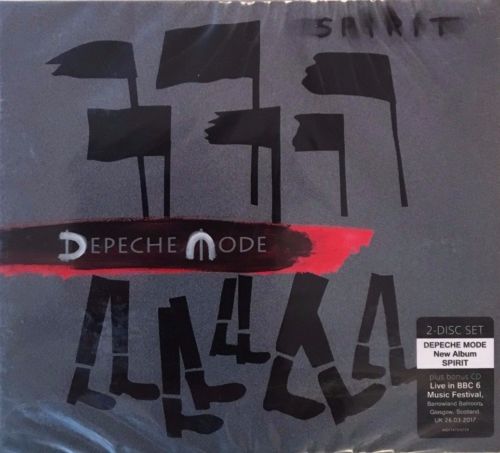 SPIRIT
DEPECHE MODE
2-DISC SET
DEPECHE MODE
New Album
SPIRIT
plus bonus CD
Live in BBC 6
Music Festival,
Barrowland Ballroom,
Glasgow, Scotland.
UK 26-03-2017